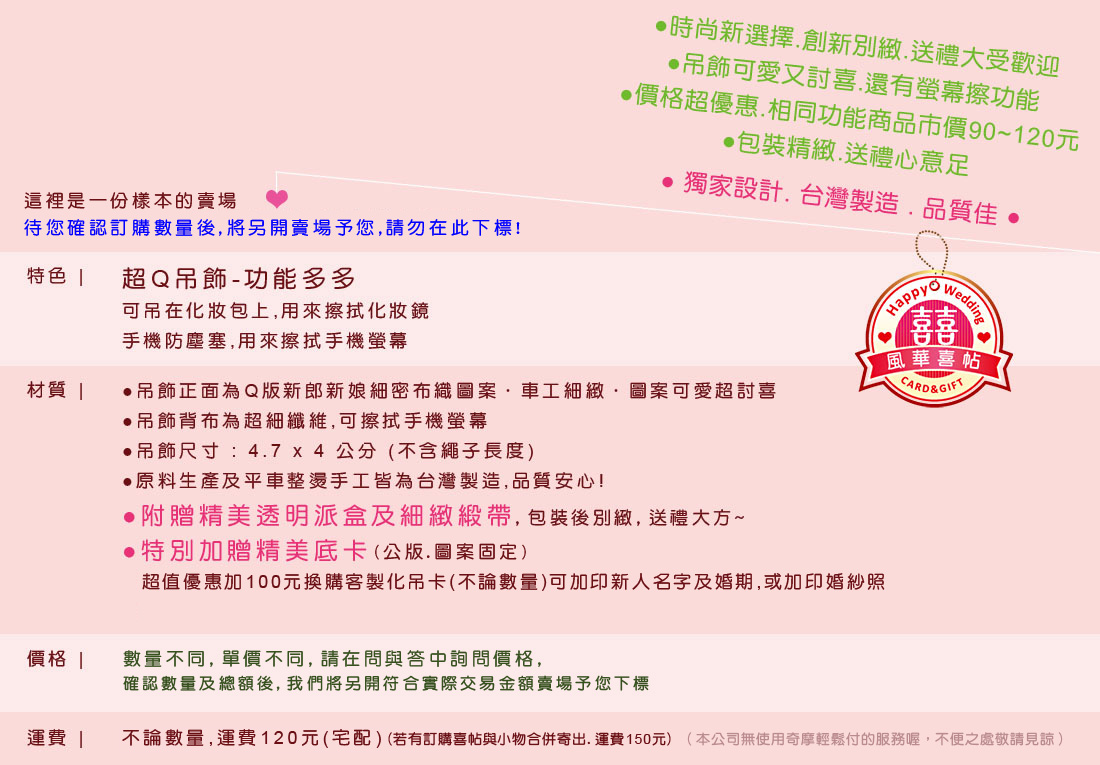 ●時尚新選擇.創新別緻.送禮大受歡迎
●吊飾可愛又討喜.還有螢幕擦功能
●價格超優惠.相同功能商品市價90~120元
●包裝精緻.送禮心意足
● 獨家設計. 台灣製造 . 品質佳 ●
這裡是一份樣本的賣場
待您確認訂購數量後,將另開賣場予您,請勿在此下標!
特色 | 超Q吊飾-功能多多
可吊在化妝包上,用來擦拭化妝鏡
手機防塵塞,用來擦拭手機螢幕
Happy Wedding
囍
風華喜帖
CARD&GIFT
材質 | ●吊飾正面為Q版新郎新娘細密布織圖案‧車工細緻‧圖案可愛超討喜
●吊飾背布為超細纖維,可擦拭手機螢幕
●吊飾尺寸 : 4.7 x 4 公分 (不含繩子長度)
●原料生產及平車整燙手工皆為台灣製造,品質安心!
●附贈精美透明派盒及細緻緞帶, 包裝後別緻, 送禮大方~
●特別加贈精美底卡(公版.圖案固定)
超值優惠加100元換購客製化吊卡(不論數量)可加印新人名字及婚期,或加印婚紗照
價格 | 數量不同, 單價不同, 請在問與答中詢問價格,
確認數量及總額後, 我們將另開符合實際交易金額賣場予您下標
運費 | 不論數量,運費120元(宅配)(若有訂購喜帖與小物合併寄出. 運費150元) (本公司無使用奇摩輕鬆付的服務喔，不便之處敬請見諒)